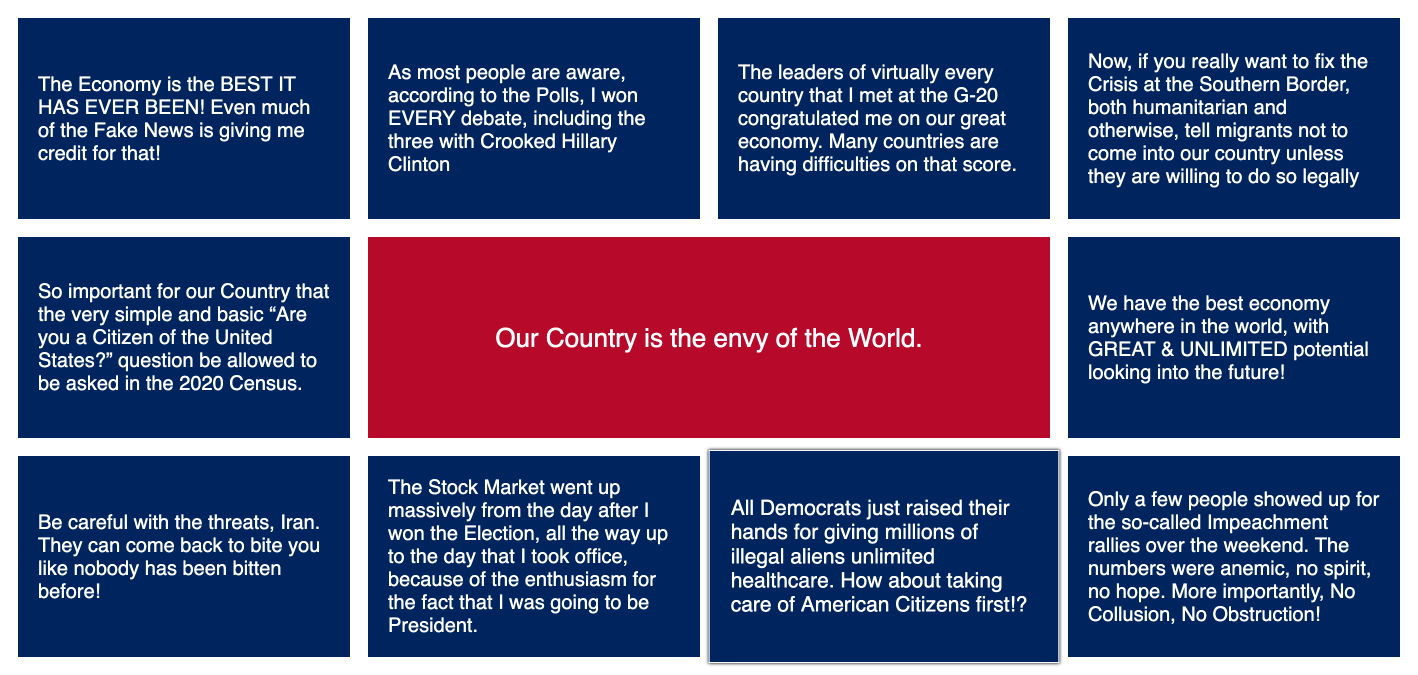 The Economy is the BEST IT
HAS EVER BEEN! Even much
of the Fake News is giving me
credit for that!
As most people are aware,
according to the Polls, I won
EVERY debate, including the
three with Crooked Hillary
Clinton
The leaders of virtually every
country that I met at the G-20
congratulated me on our great
economy. Many countries are
having difficulties on that score.
Now, if you really want to fix the
Crisis at the Southern Border,
both humanitarian and
otherwise, tell migrants not to
come into our country unless
they are willing to do so legally
So important for our Country that
the very simple and basic “Are
you a Citizen of the United
States?” question be allowed to
be asked in the 2020 Census.
Our Country is the envy of the World.
We have the best economy
anywhere in the world, with
GREAT & UNLIMITED potential
looking into the future!
Be careful with the threats, Iran.
They can come back to bite you
like nobody has been bitten
before!
The Stock Market went up
massively from the day after I
won the Election, all the way up
to the day that I took office,
because of the enthusiasm for
the fact that I was going to be
President.
All Democrats just raised their
hands for giving millions of
illegal aliens unlimited
healthcare. How about taking
care of American Citizens first!?
Only a few people showed up for
the so-called Impeachment
rallies over the weekend. The
numbers were anemic, no spirit,
no hope. More importantly, No
Collusion, No Obstruction!